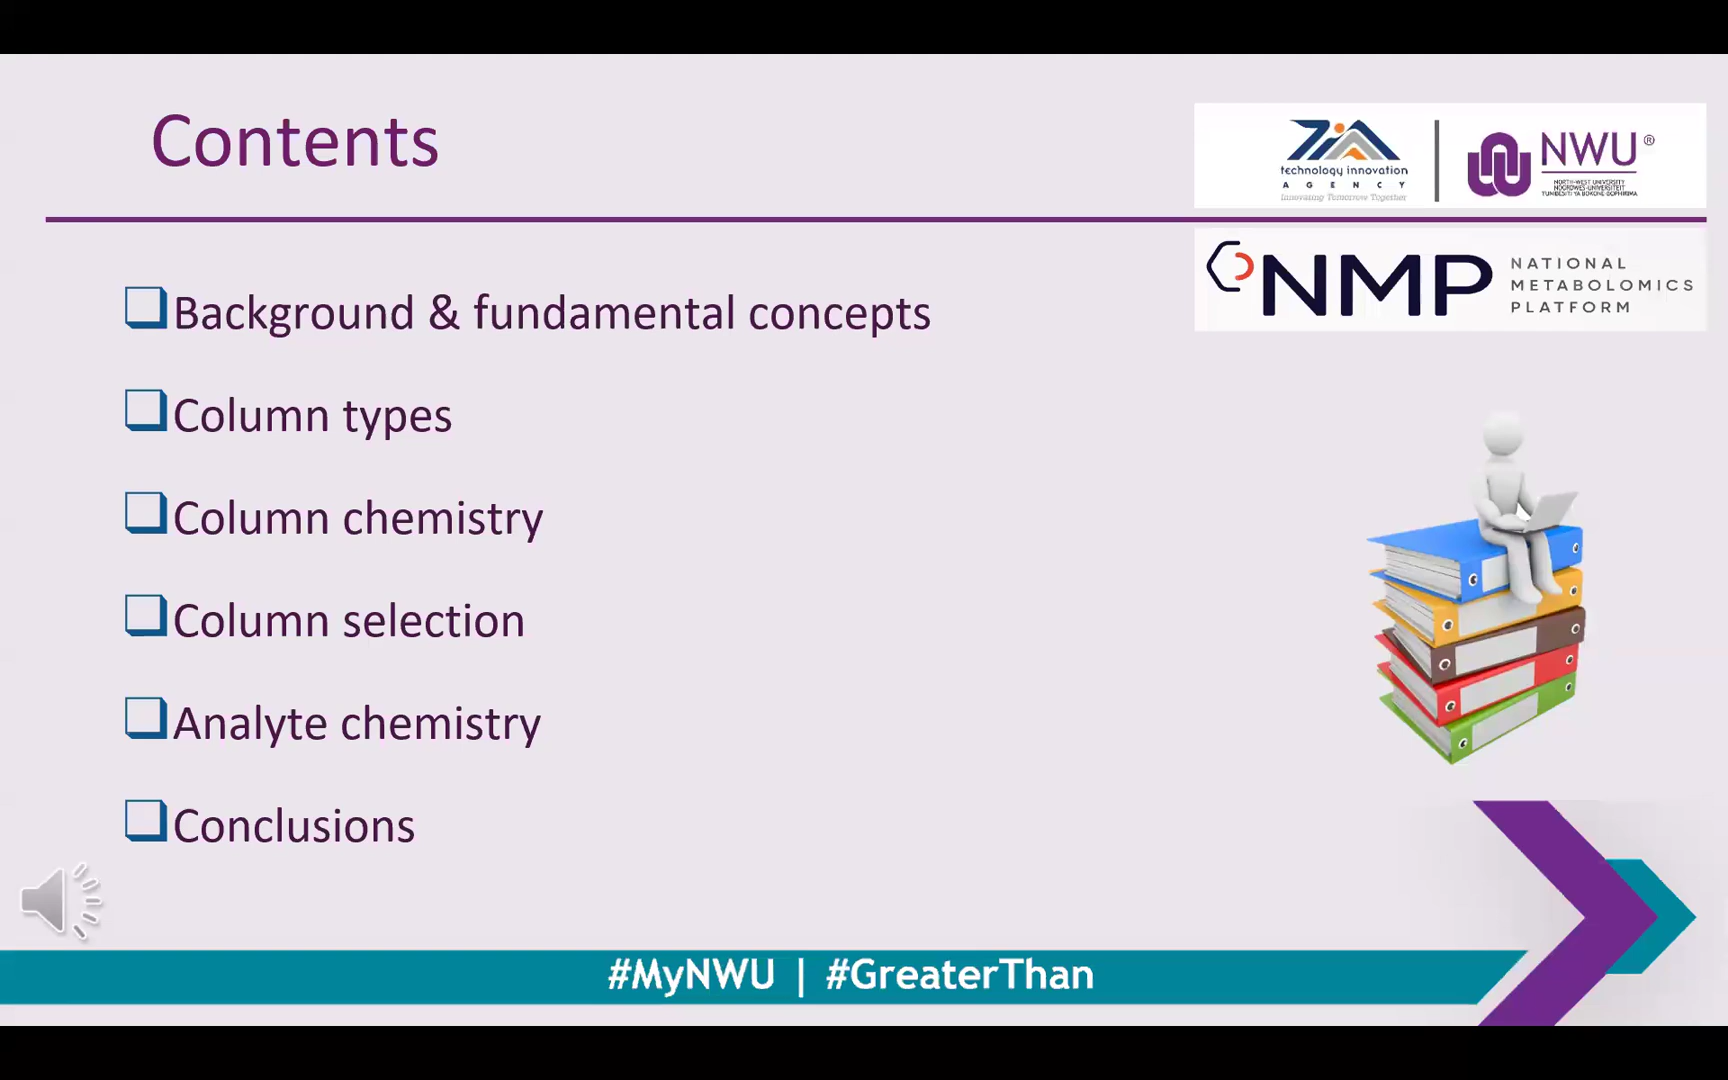 Contents
technology innovation
AGENCY
Innovating Tomorrow Together
NWU®
NORTH-WEST UNIVERSITY
NOORDWES-UNIVERSITEIT
YUNIBESITI YA BOKONE-BOPHIRIMA
NMP
NATIONAL
METABOLOMICS
PLATFORM
Background & fundamental concepts
Column types
Column chemistry
Column selection
Analyte chemistry
Conclusions
#MyNWU | #GreaterThan